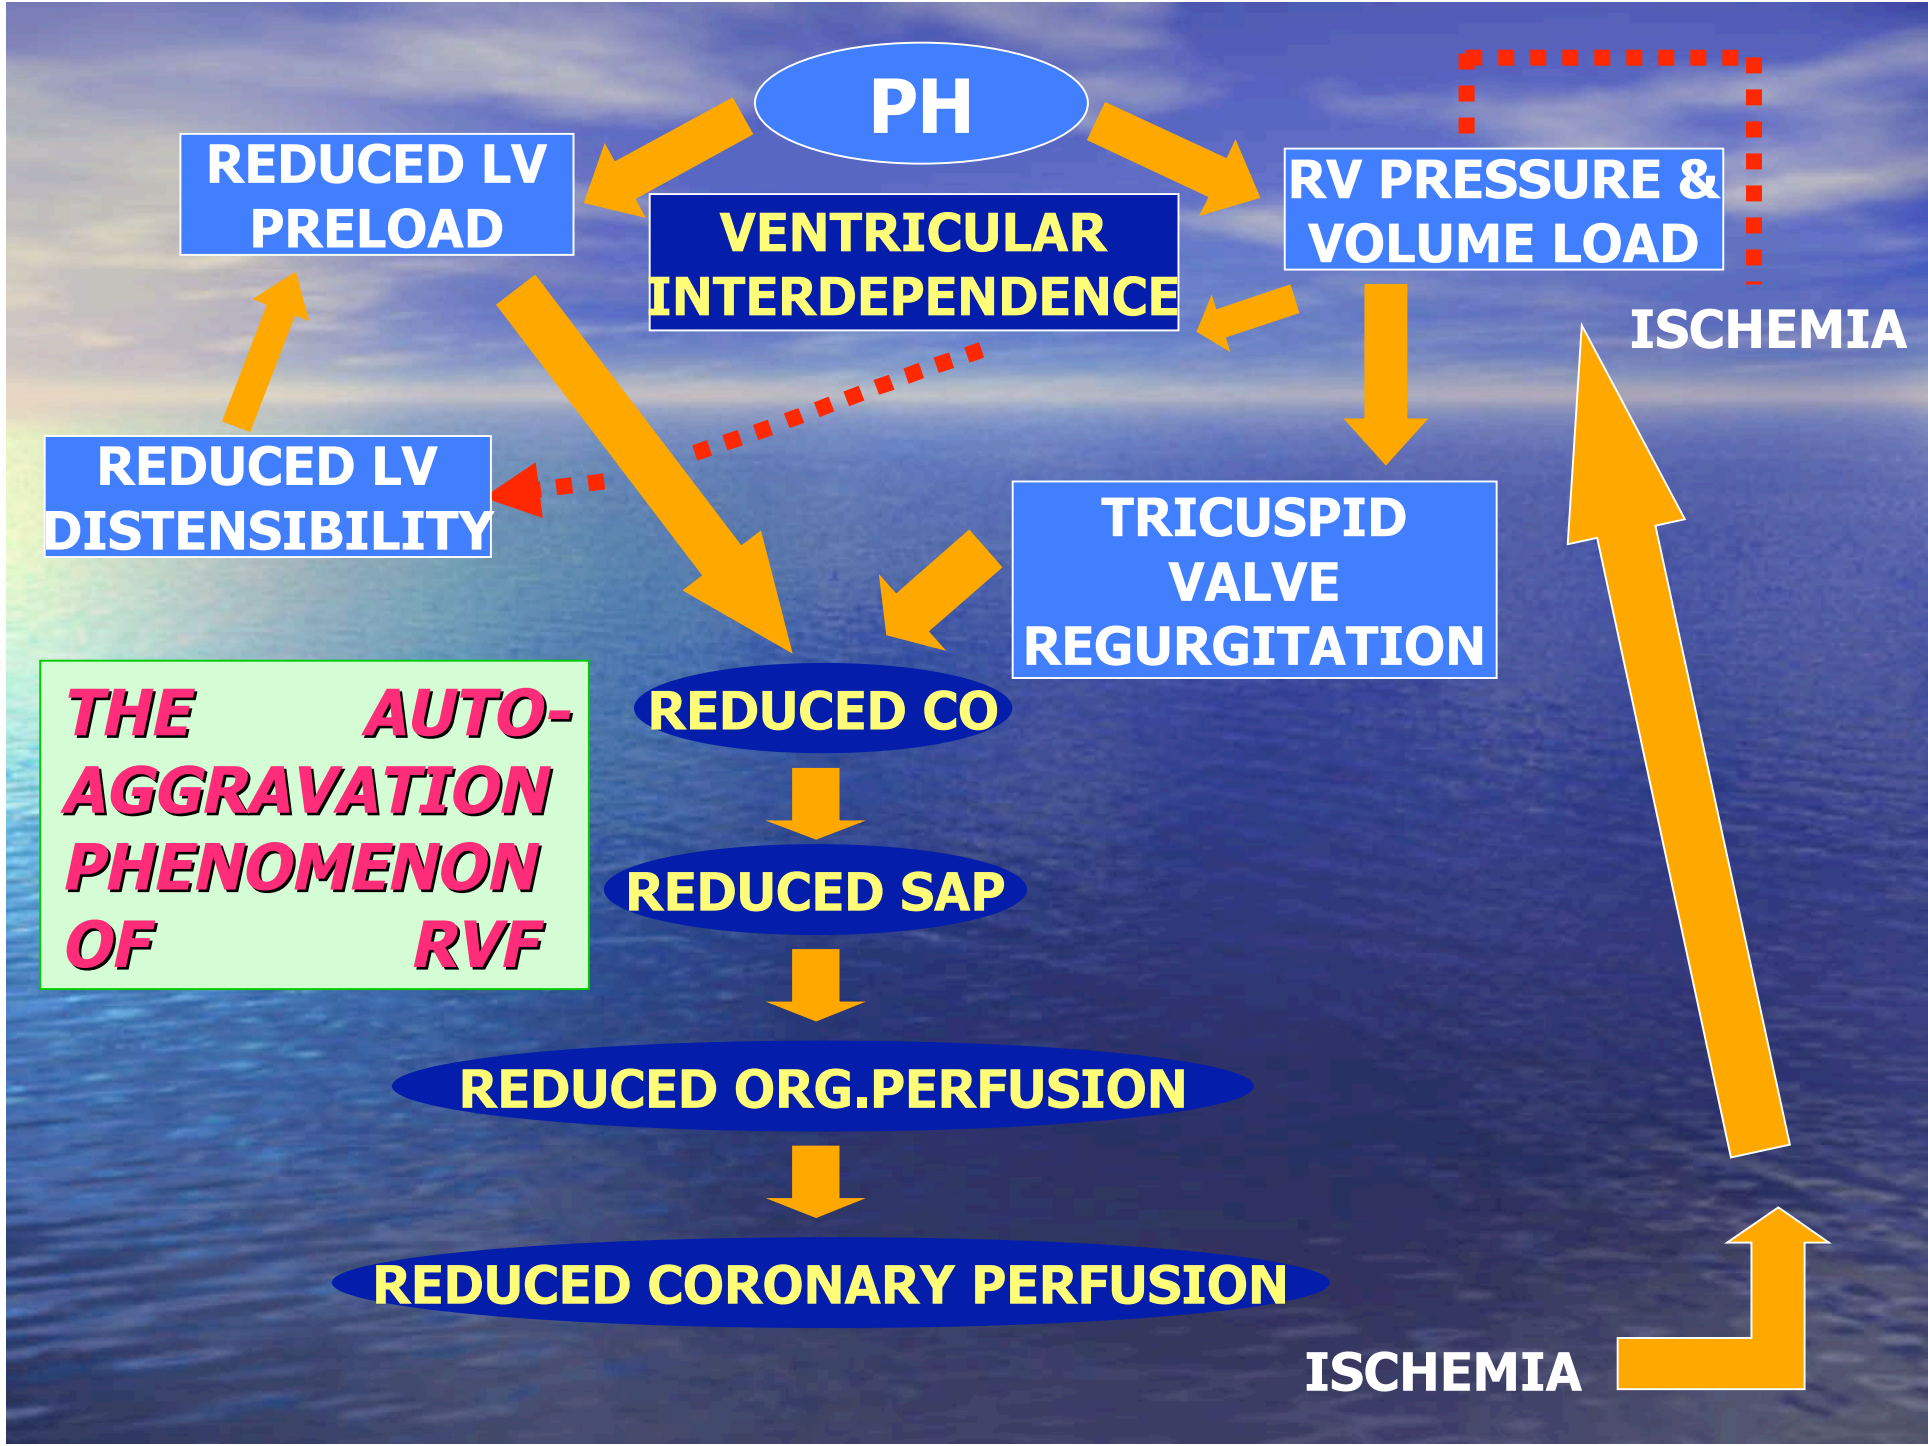 PH
REDUCED LV
PRELOAD
VENTRICULAR
INTERDEPENDENCE
RV PRESSURE &
VOLUME LOAD
ISCHEMIA
REDUCED LV
DISTENSIBILITY
TRICUSPID
VALVE
REGURGITATION
THE AUTO-
AGGRAVATION
PHENOMENON
OF RVF
REDUCED CO
REDUCED SAP
REDUCED ORG.PERFUSION
REDUCED CORONARY PERFUSION
ISCHEMIA